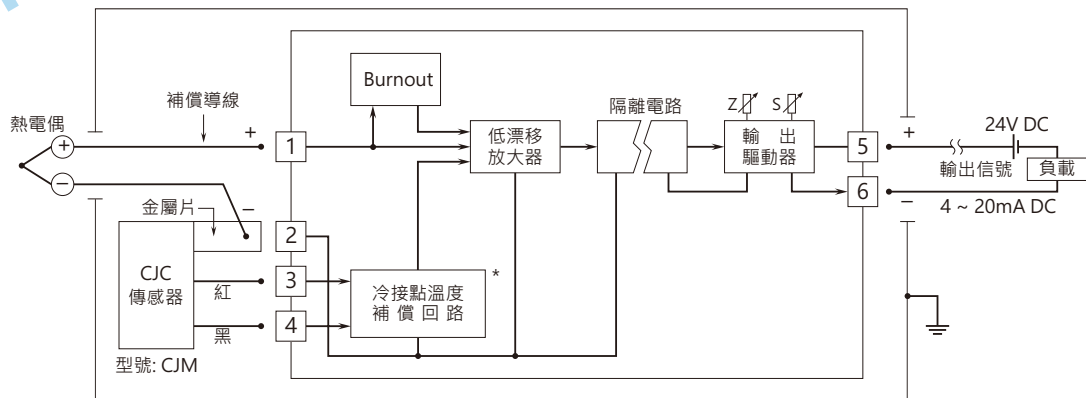 Burnout
補償導線
隔離電路
Z
S
24V DC
熱電偶
+
+
1
低漂移
放大器
輸 出
驅動器
5
+
輸出信號
負載
−
金屬片
−
2
6
−
4 ~ 20mA DC
CJC
傳感器
紅
3
冷接點溫度
補 償 回 路
*
黑
4
型號: CJM